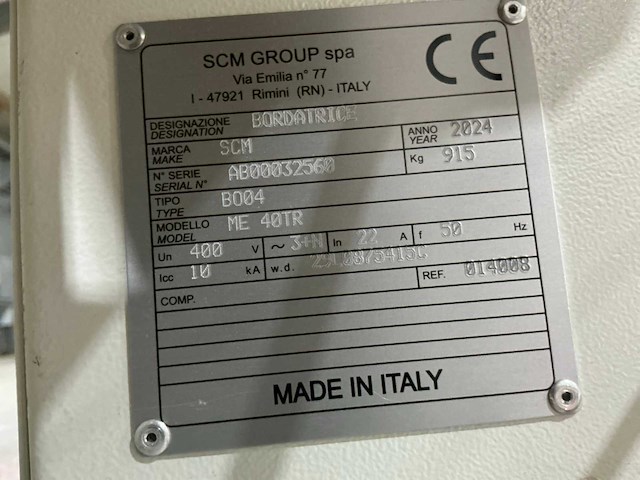 SCM GROUP spa
Via Emilia n° 77
I - 47921 Rimini (RN) - ITALY
CE
DESIGNAZIONE BORDATRICE
DESIGNATION
MARCA SCM ANNO 2024
MAKE YEAR
N° SERIE AB00032560 Kg 915
SERIAL N°
TIPO BO04
TYPE
MODELLO ME 40TR
MODEL
Un 400 V ~ 3+N In 22 A f 50 Hz
Icc 10 kA w.d.
REF. 014008
COMP.
MADE IN ITALY